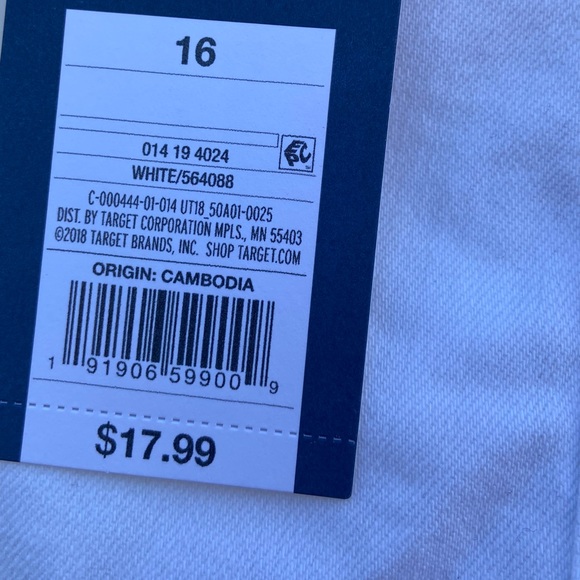 16
014 19 4024
EPC
WHITE/564088
C-000444-01-014 UT18_50A01-0025
DIST. BY TARGET CORPORATION MPLS., MN 55403
©2018 TARGET BRANDS, INC. SHOP TARGET.COM
ORIGIN: CAMBODIA
1 91906 59900 9
$17.99